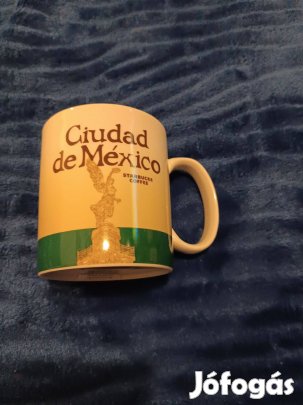 Ciudad
de México
STARBUCKS
COFFEE
Jófogás